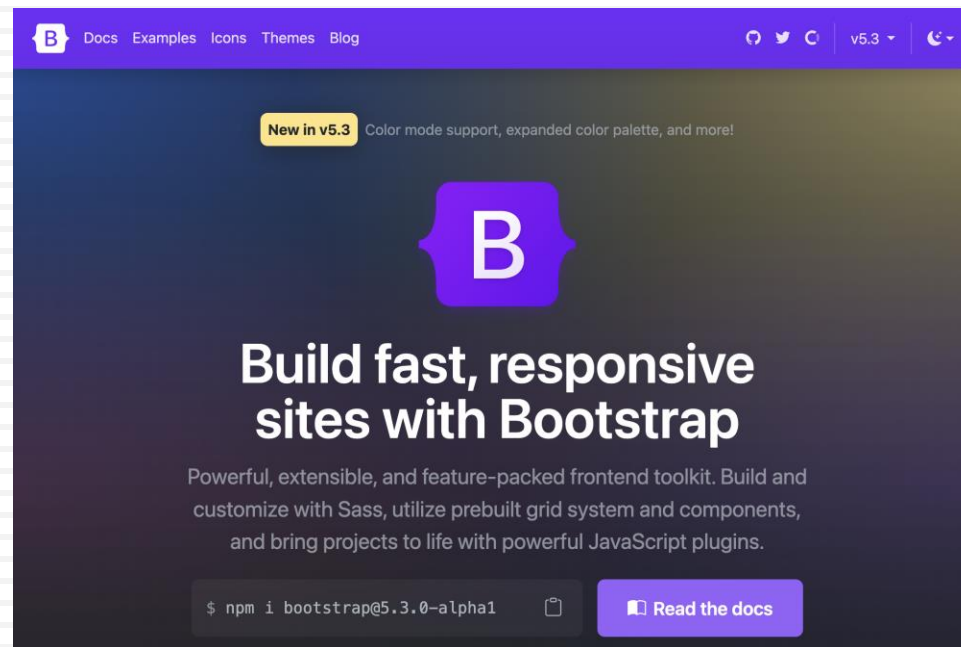 B Docs Examples Icons Themes Blog v5.3
New in v5.3 Color mode support, expanded color palette, and more!
B
Build fast, responsive
sites with Bootstrap
Powerful, extensible, and feature-packed frontend toolkit. Build and
customize with Sass, utilize prebuilt grid system and components,
and bring projects to life with powerful JavaScript plugins.
$ npm i bootstrap@5.3.0-alpha1 Read the docs